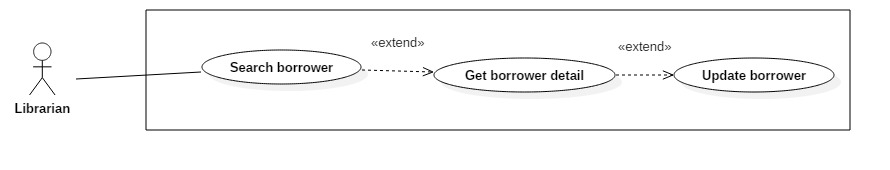 «extend»
«extend»
Search borrower
Get borrower detail
Update borrower
Librarian